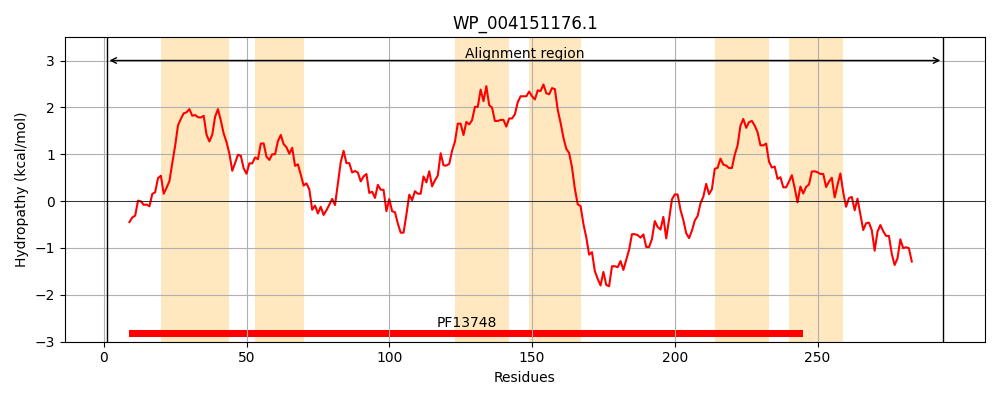 WP_004151176.1
Alignment region
PF13748
Hydropathy (kcal/mol)
3
2
1
0
−1
−2
−3
0 50 100 150 200 250
Residues